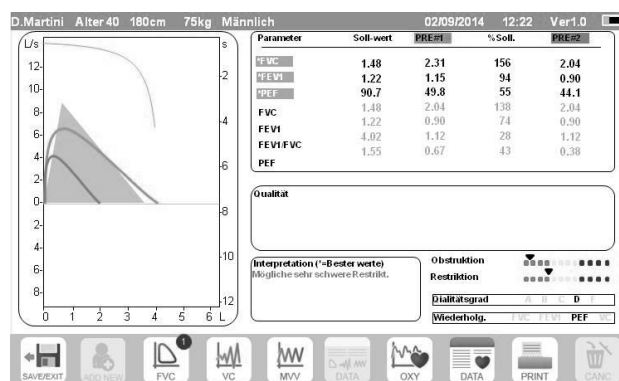 D.Martini Alter 40 180cm 75kg Männlich 02/09/2014 12:22 Ver1.0
L/s s
12
10
8
6
4
2
0
2
4
6
8
2
4
6
8
10
12
0 1 2 3 4 5 6 L
Parameter Soll-wert PRE#1 %Soll. PRE#2
*FVC 1.48 2.31 156 2.04
*FEV1 1.22 1.15 94 0.90
*PEF 90.7 49.8 55 44.1
FVC 1.48 2.04 138 2.04
FEV1 1.22 0.90 74 0.90
FEV1/FVC 4.02 1.12 28 1.12
PEF 1.55 0.67 43 0.38
Qualität
Interpretation (*=Bester werte)
Mögliche sehr schwere Restrikt.
Obstruktion
Restriktion
Dialitätsgrad A B C D F
Wiederholg. FVC FEV1 PEF VC
1
SAVE/EXIT ADD NEW FVC VC MVV DATA OXY DATA PRINT CANC